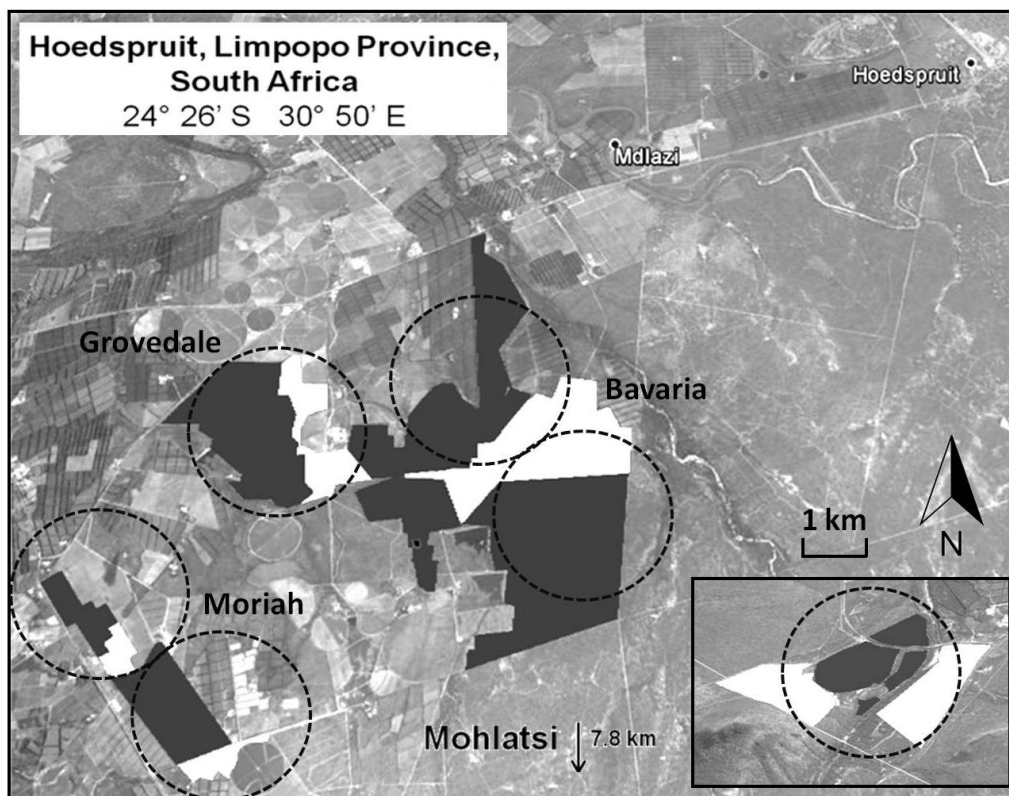 Hoedspruit, Limpopo Province,
South Africa
24° 26’ S   30° 50’ E
Hoedspruit
Mdlazi
Grovedale
Bavaria
1 km
N
Moriah
Mohlatsi
7.8 km